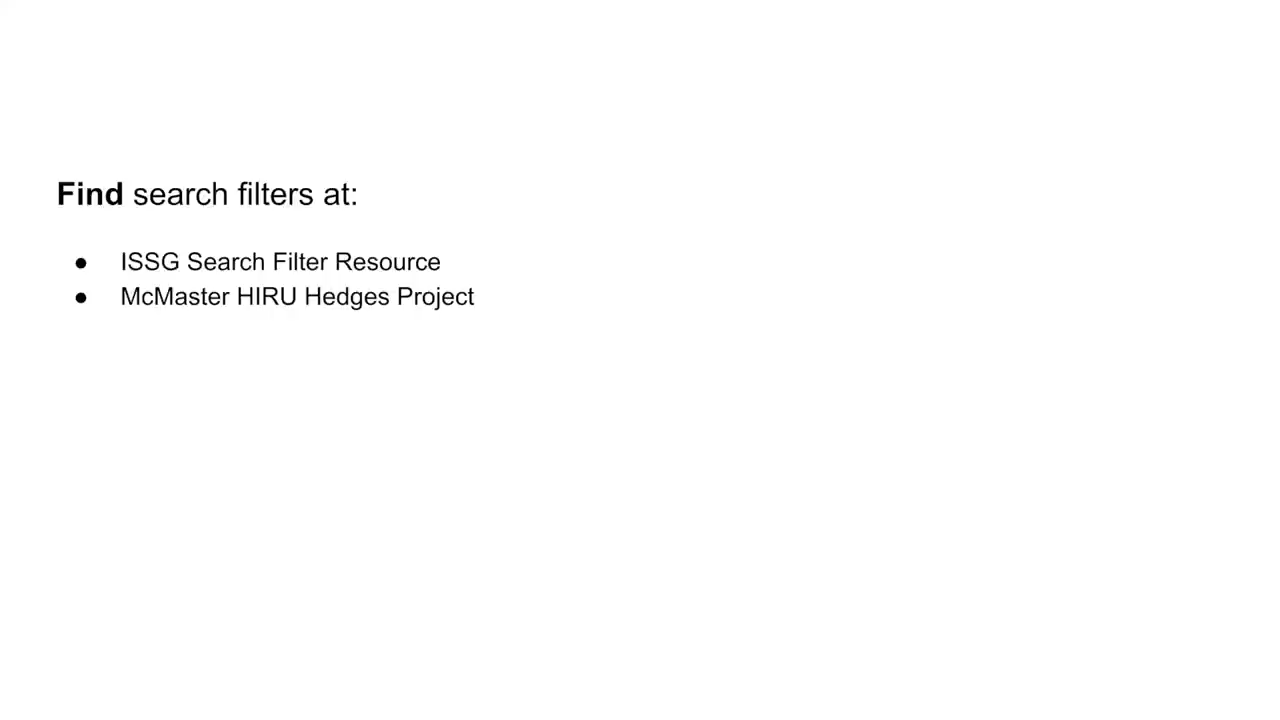 Find search filters at:
● ISSG Search Filter Resource
● McMaster HIRU Hedges Project